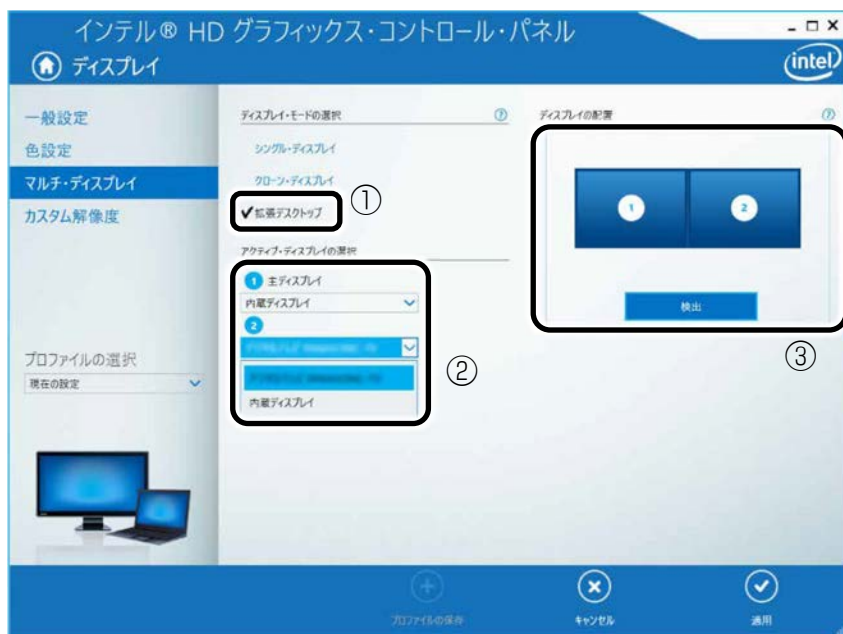 インテル® HD グラフィックス・コントロール・パネル
ディスプレイ
intel
一般設定
色設定
マルチ・ディスプレイ
カスタム解像度
プロファイルの選択
現在の設定
ディスプレイ・モードの選択
?
シングル・ディスプレイ
クローン・ディスプレイ
✔拡張デスクトップ
①
アクティブ・ディスプレイの選択
1 主ディスプレイ
内蔵ディスプレイ
2
内蔵ディスプレイ
②
ディスプレイの配置
?
1 2
検出
③
プロファイルの保存
キャンセル
適用